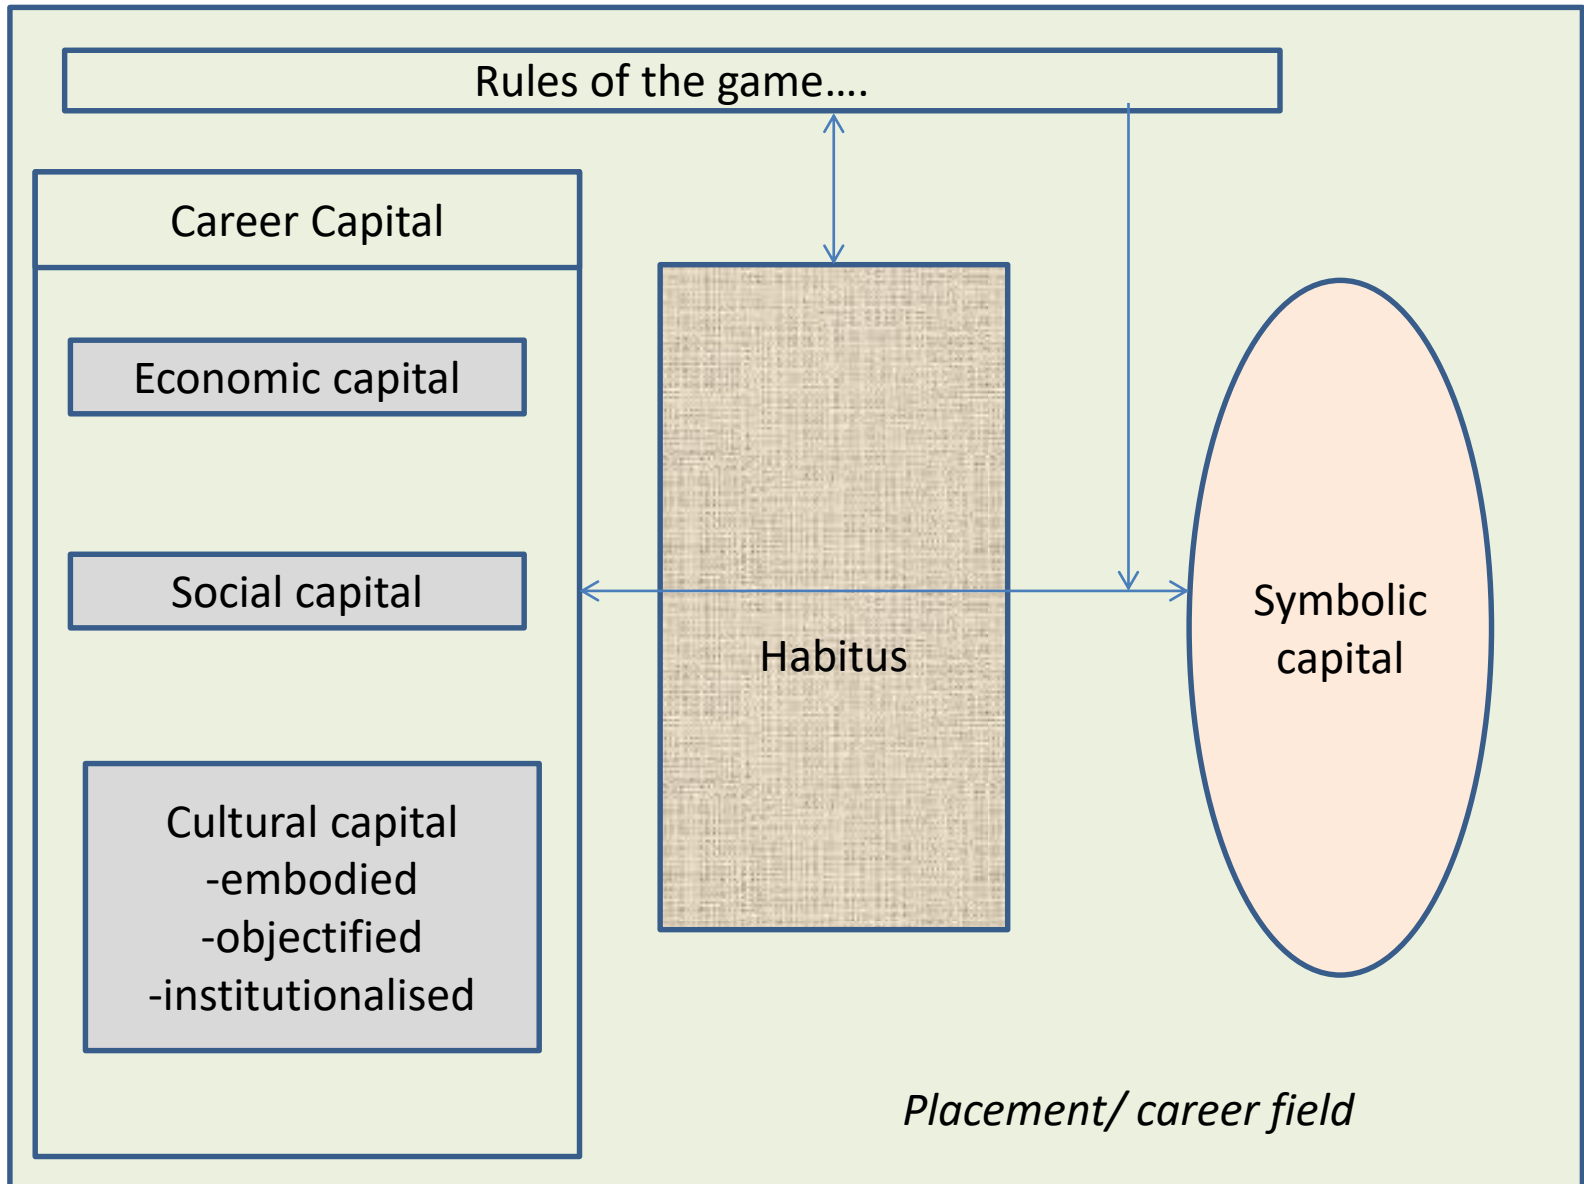 Rules of the game….
Career Capital
Economic capital
Social capital
Cultural capital
-embodied
-objectified
-institutionalised
Habitus
Symbolic
capital
Placement/ career field